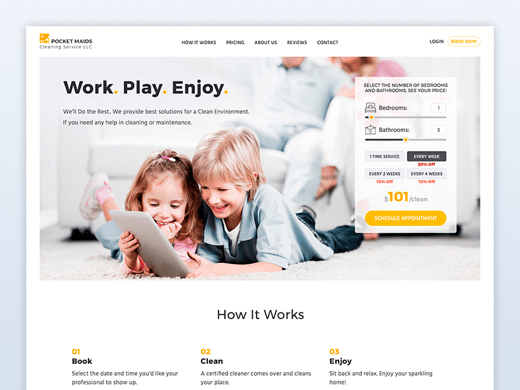 POCKET MAIDS
Cleaning Service LLC
HOW IT WORKS
PRICING
ABOUT US
REVIEWS
CONTACT
LOGIN
BOOK NOW
Work. Play. Enjoy.
We'll Do the Rest.. We provide best solutions for a Clean Environment.
If you need any help in cleaning or maintenance.
SELECT THE NUMBER OF BEDROOMS
AND BATHROOMS, SEE YOUR PRICE!
Bedrooms: 1
Bathrooms: 3
1 TIME SERVICE
EVERY WEEK
20% Off
EVERY 2 WEEKS
15% Off
EVERY 4 WEEKS
10% Off
$101/clean
SCHEDULE APPOINTMENT
How It Works
01
Book
Select the date and time you'd like your
professional to show up.
02
Clean
A certified cleaner comes over and cleans
your place.
03
Enjoy
Sit back and relax. Enjoy your sparkling
home!